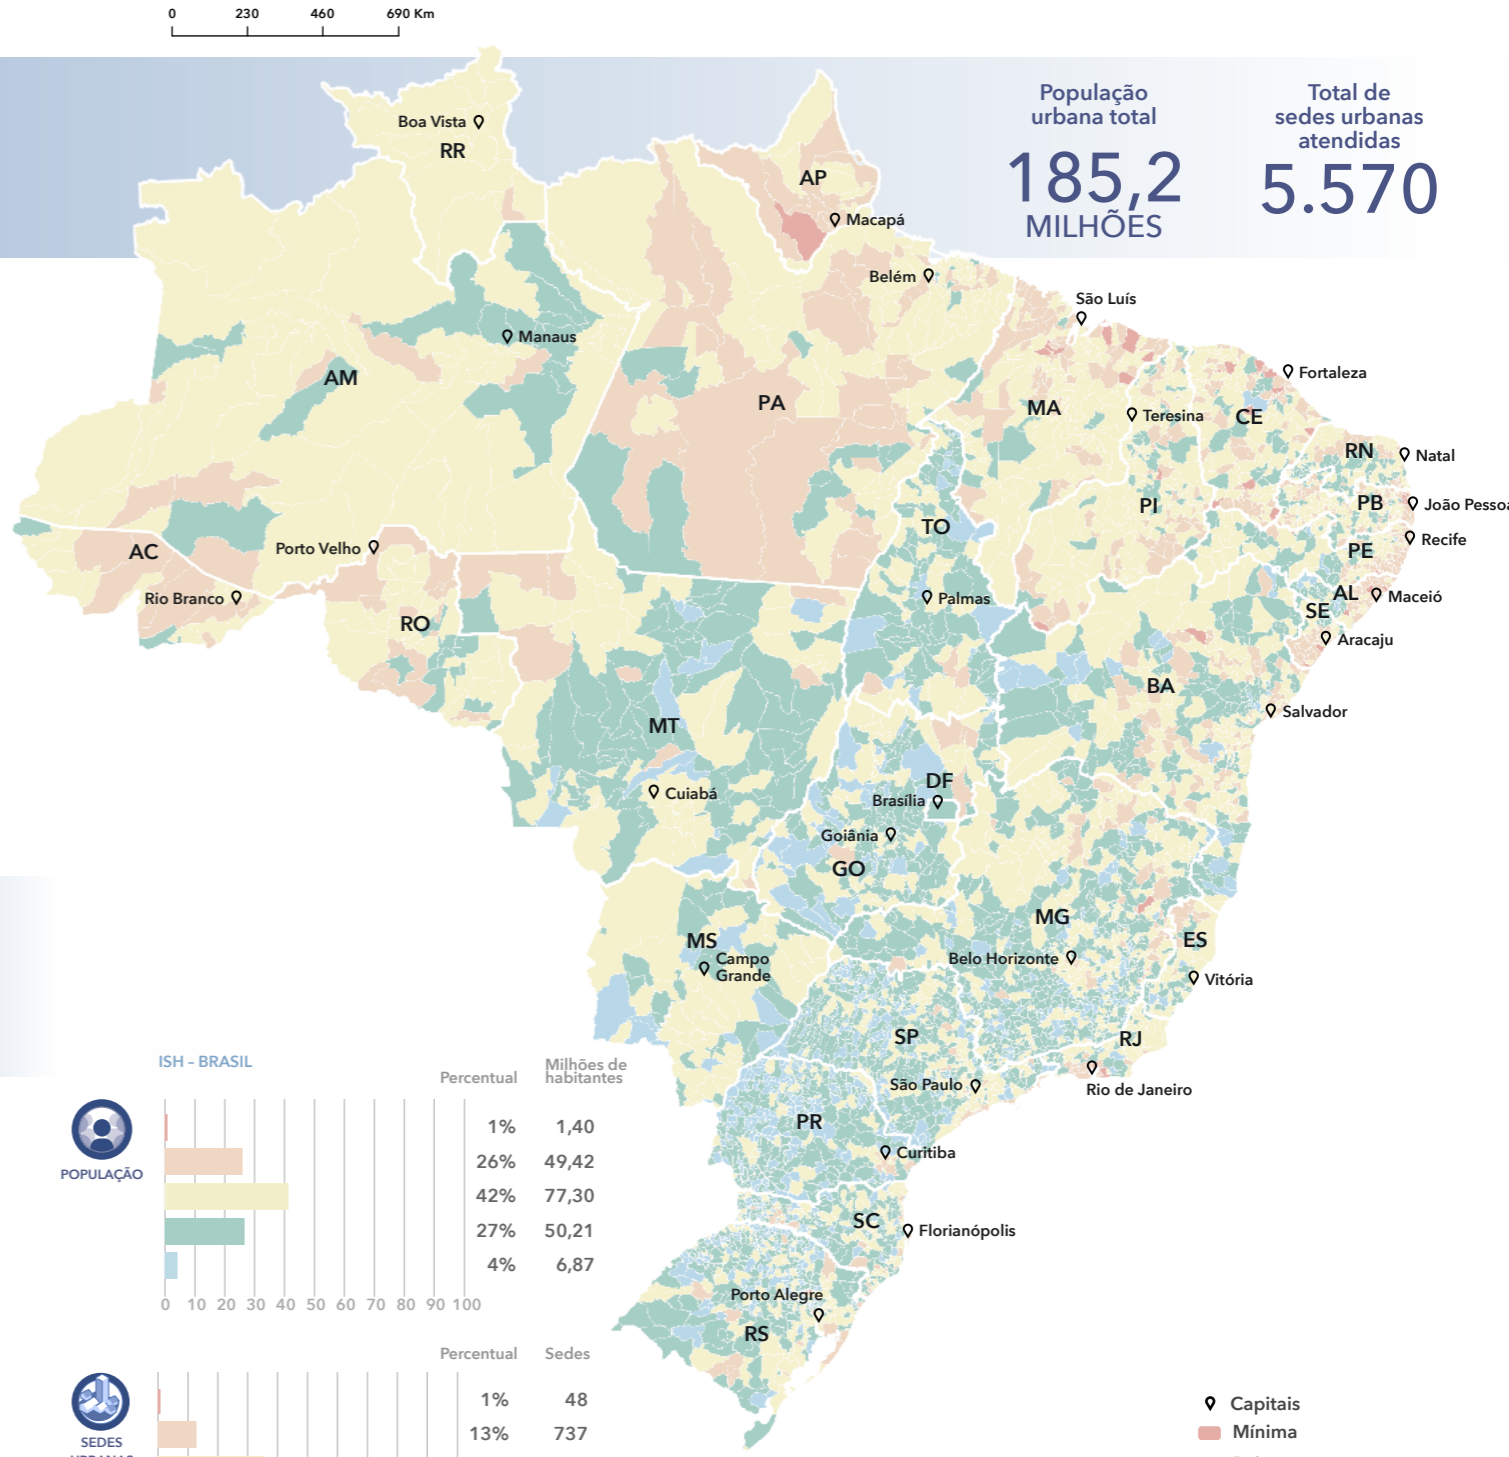 0 230 460 690 Km
População
urbana total
185,2
MILHÕES
Total de
sedes urbanas
atendidas
5.570
Boa Vista
RR
AP
Macapá
Belém
São Luís
Manaus
Fortaleza
AM
PA
MA
Teresina
CE
RN
Natal
PI
PB
João Pessoa
TO
Recife
PE
AC
Porto Velho
Rio Branco
Palmas
AL
Maceió
SE
RO
Aracaju
BA
Salvador
MT
DF
Cuiabá
Brasília
Goiânia
GO
MG
MS
ES
Campo
Grande
Belo Horizonte
Vitória
SP
RJ
São Paulo
Rio de Janeiro
PR
Curitiba
SC
Florianópolis
Porto Alegre
RS
ISH – BRASIL
Percentual
Milhões de
habitantes
POPULAÇÃO
1% 1,40
26% 49,42
42% 77,30
27% 50,21
4% 6,87
0 10 20 30 40 50 60 70 80 90 100
Percentual Sedes
SEDES
URBANAS
1% 48
13% 737
Capitais
Mínima